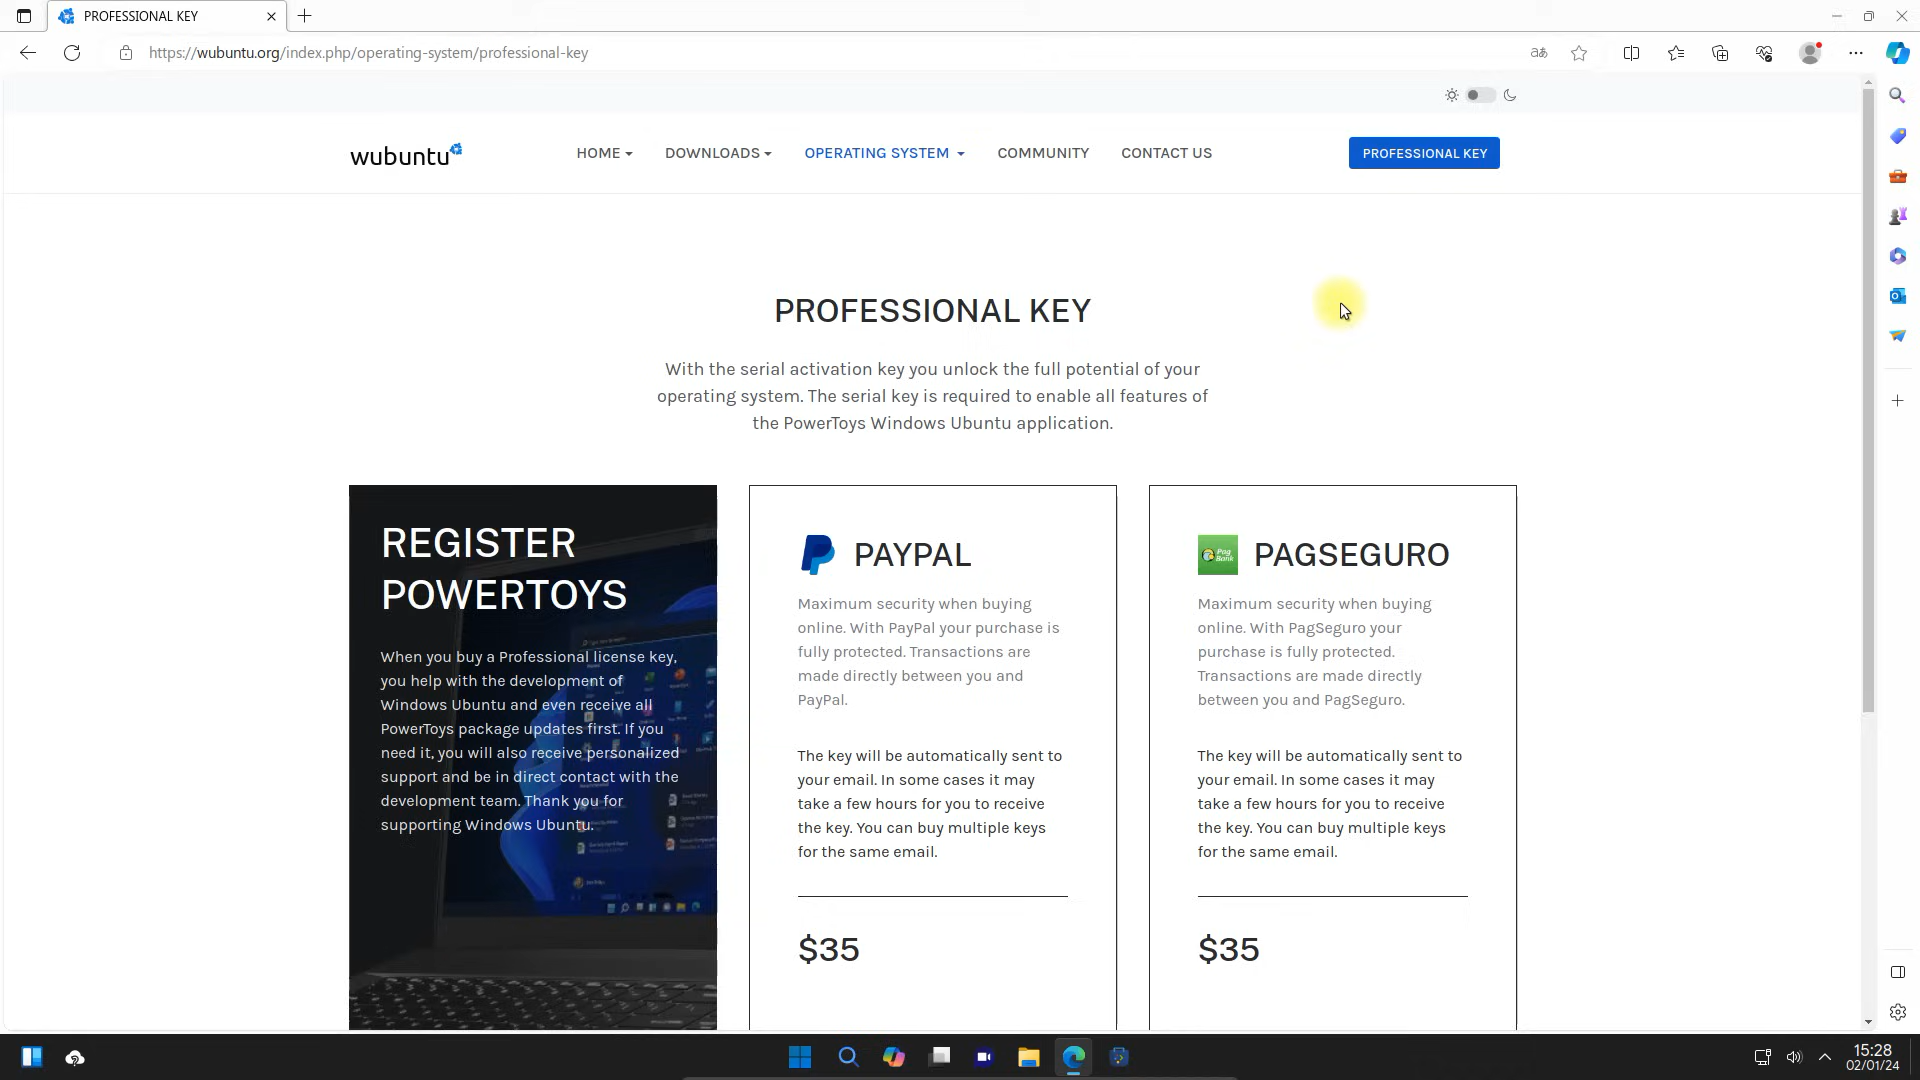 PROFESSIONAL KEY
https://wubuntu.org/index.php/operating-system/professional-key
wubuntu
HOME
DOWNLOADS
OPERATING SYSTEM
COMMUNITY
CONTACT US
PROFESSIONAL KEY
PROFESSIONAL KEY
With the serial activation key you unlock the full potential of your
operating system. The serial key is required to enable all features of
the PowerToys Windows Ubuntu application.
REGISTER
POWERTOYS
When you buy a Professional license key,
you help with the development of
Windows Ubuntu and even receive all
PowerToys package updates first. If you
need it, you will also receive personalized
support and be in direct contact with the
development team. Thank you for
supporting Windows Ubuntu.
PAYPAL
Maximum security when buying
online. With PayPal your purchase is
fully protected. Transactions are
made directly between you and
PayPal.
The key will be automatically sent to
your email. In some cases it may
take a few hours for you to receive
the key. You can buy multiple keys
for the same email.
$35
Pag
Bank
PAGSEGURO
Maximum security when buying
online. With PagSeguro your
purchase is fully protected.
Transactions are made directly
between you and PagSeguro.
The key will be automatically sent to
your email. In some cases it may
take a few hours for you to receive
the key. You can buy multiple keys
for the same email.
$35
15:28
02/01/24